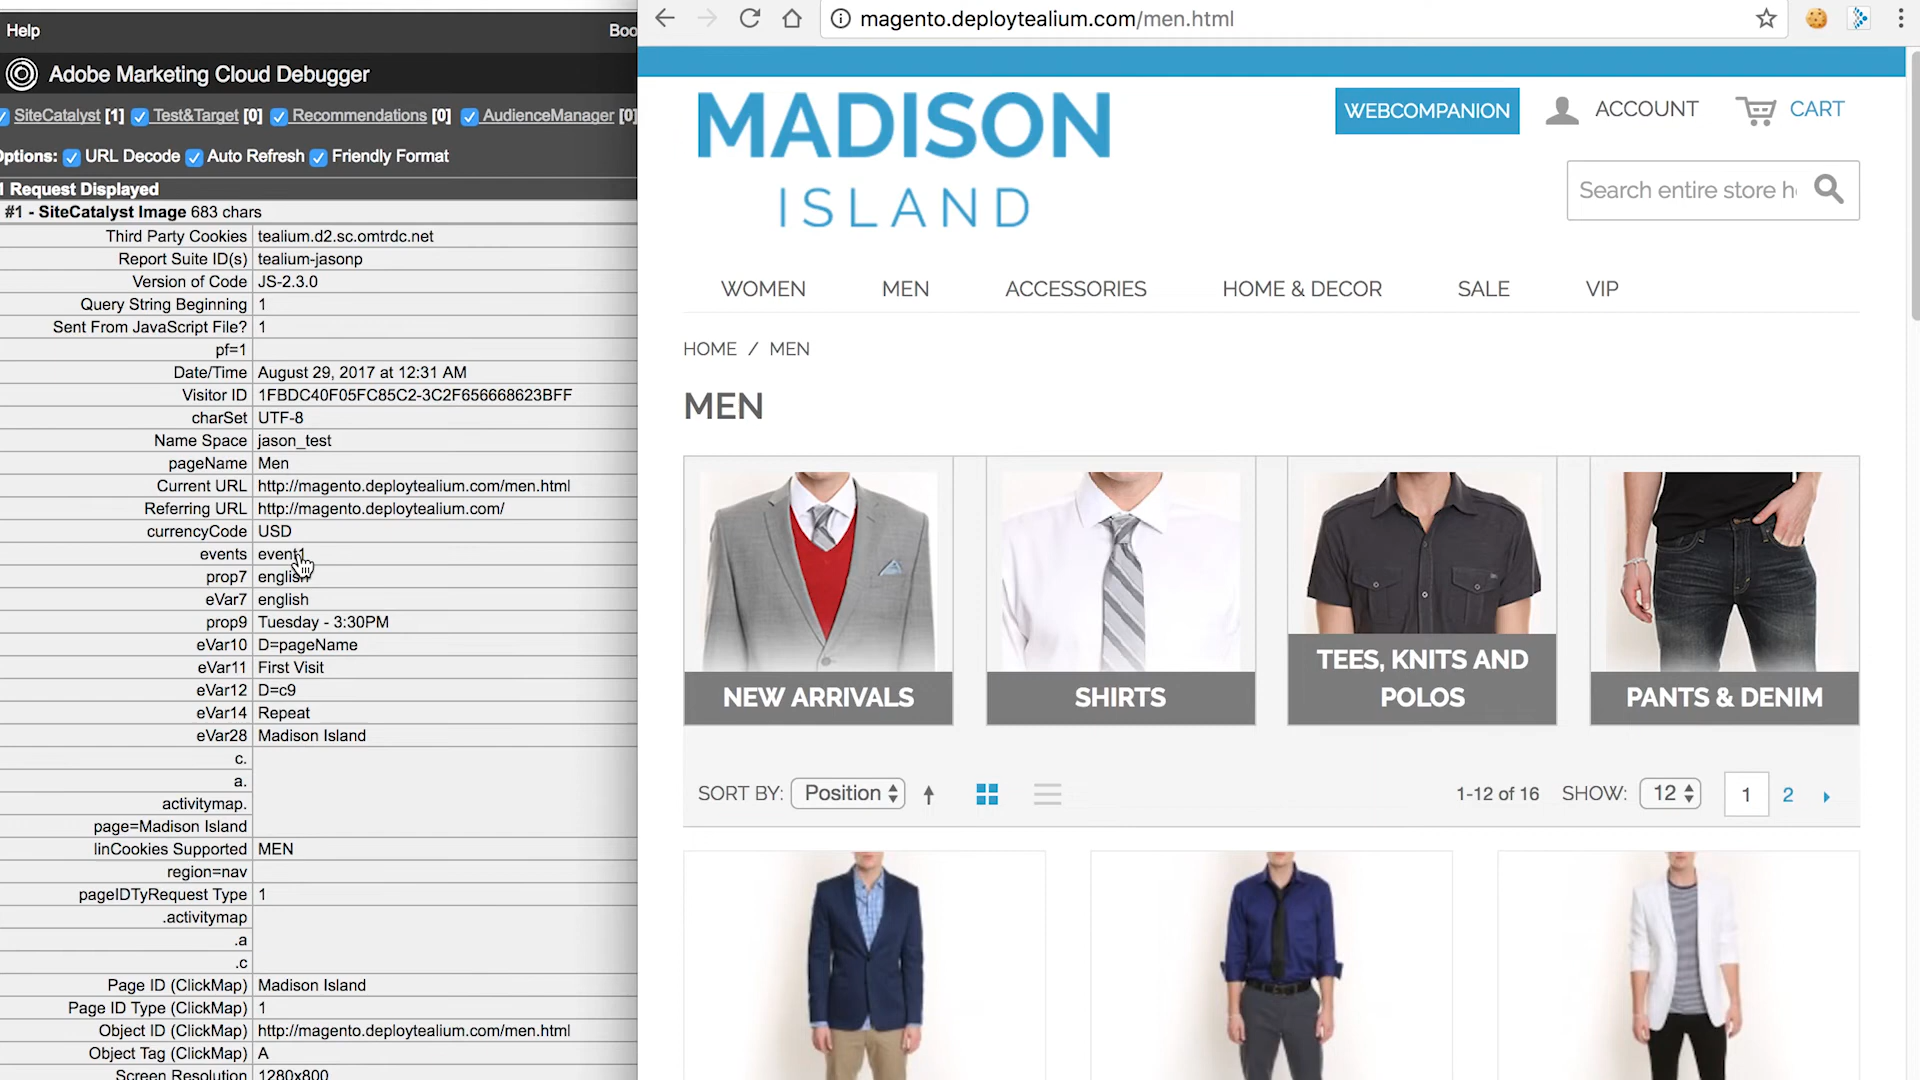 Help
Boo
Adobe Marketing Cloud Debugger
SiteCatalyst [1] Test&Target [0] Recommendations [0] AudienceManager [0]
Options: URL Decode Auto Refresh Friendly Format
1 Request Displayed
#1 - SiteCatalyst Image 683 chars
Third Party Cookies tealium.d2.sc.omtrdc.net
Report Suite ID(s) tealium-jasonp
Version of Code JS-2.3.0
Query String Beginning 1
Sent From JavaScript File? 1
pf=1
Date/Time August 29, 2017 at 12:31 AM
Visitor ID 1FBDC40F05FC85C2-3C2F656668623BFF
charSet UTF-8
Name Space jason_test
pageName Men
Current URL http://magento.deploytealium.com/men.html
Referring URL http://magento.deploytealium.com/
currencyCode USD
events event1
prop7 english
eVar7 english
prop9 Tuesday - 3:30PM
eVar10 D=pageName
eVar11 First Visit
eVar12 D=c9
eVar14 Repeat
eVar28 Madison Island
c.
a.
activitymap.
page=Madison Island
linCookies Supported MEN
region=nav
pageIDTyRequest Type 1
.activitymap
.a
.c
Page ID (ClickMap) Madison Island
Page ID Type (ClickMap) 1
Object ID (ClickMap) http://magento.deploytealium.com/men.html
Object Tag (ClickMap) A
Screen Resolution 1280x800
magento.deploytealium.com/men.html
MADISON
ISLAND
WEBCOMPANION ACCOUNT CART
Search entire store h
WOMEN MEN ACCESSORIES HOME & DECOR SALE VIP
HOME / MEN
MEN
NEW ARRIVALS
SHIRTS
TEES, KNITS AND
POLOS
PANTS & DENIM
SORT BY: Position 1-12 of 16 SHOW: 12 1 2